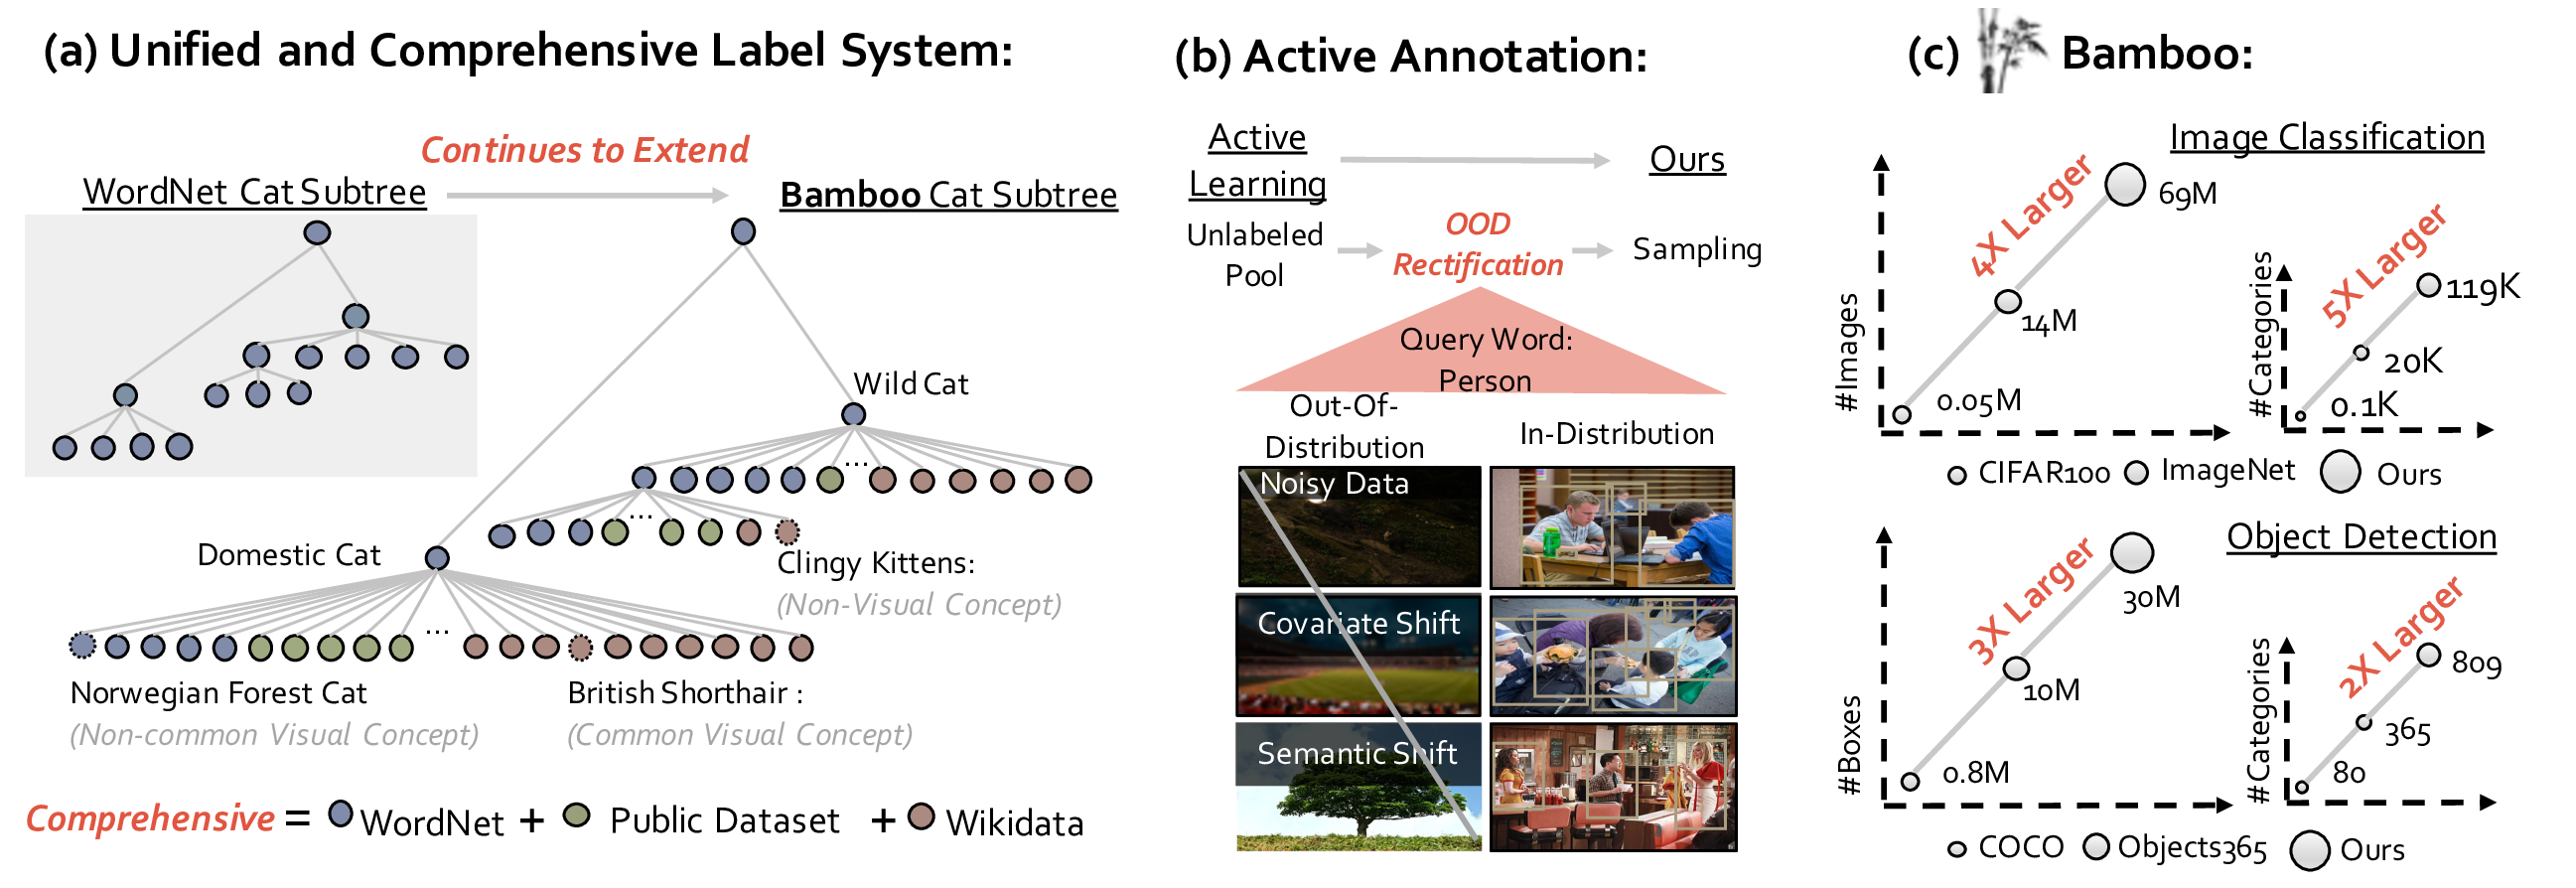 (a) Unified and Comprehensive Label System:
Continues to Extend
WordNet Cat Subtree
Bamboo Cat Subtree
Wild Cat
...
...
Domestic Cat
Clingy Kittens:
(Non-Visual Concept)
...
Norwegian Forest Cat
(Non-common Visual Concept)
British Shorthair :
(Common Visual Concept)
Comprehensive = WordNet + Public Dataset + Wikidata
(b) Active Annotation:
Active
Learning
Ours
Unlabeled
Pool
OOD
Rectification
Sampling
Query Word:
Person
Out-Of-
Distribution
In-Distribution
Noisy Data
Covariate Shift
Semantic Shift
(c) Bamboo:
Image Classification
#Images
4X Larger
69M
14M
0.05M
#Categories
5X Larger
119K
20K
0.1K
CIFAR100 ImageNet Ours
Object Detection
#Boxes
3X Larger
30M
10M
0.8M
#Categories
2X Larger
809
365
80
COCO Objects365 Ours